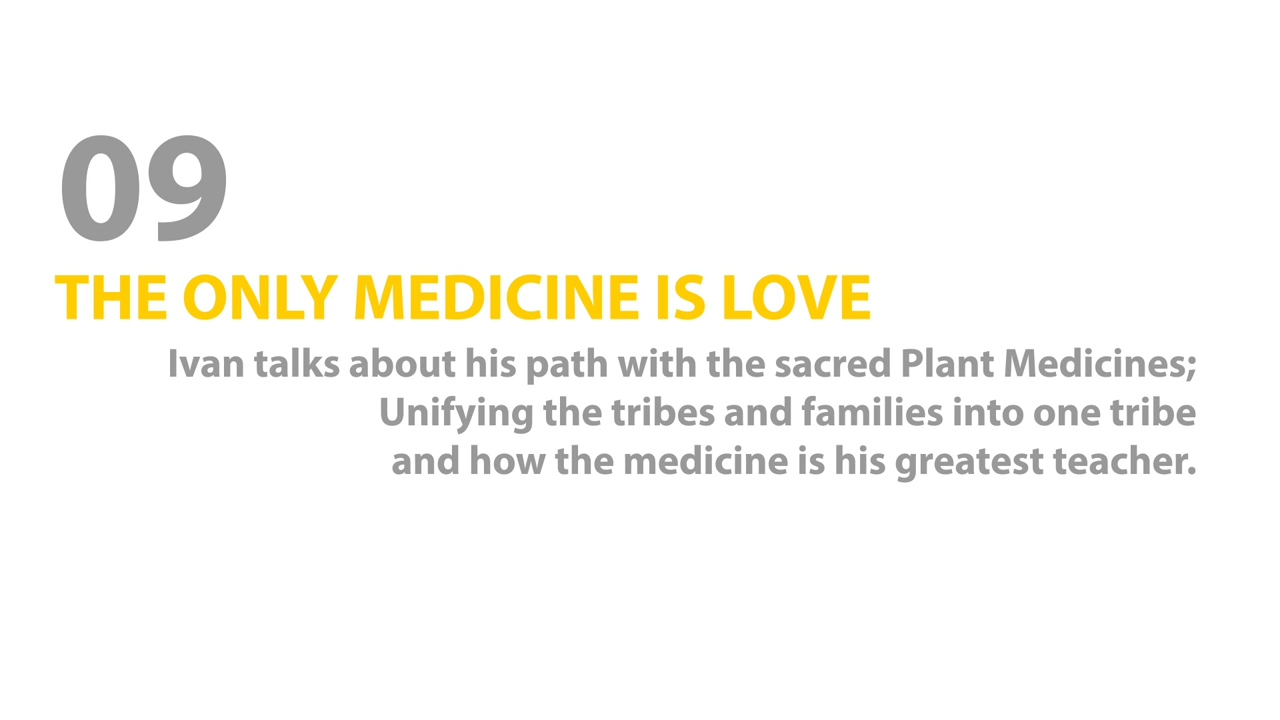 09
THE ONLY MEDICINE IS LOVE
Ivan talks about his path with the sacred Plant Medicines;
Unifying the tribes and families into one tribe
and how the medicine is his greatest teacher.